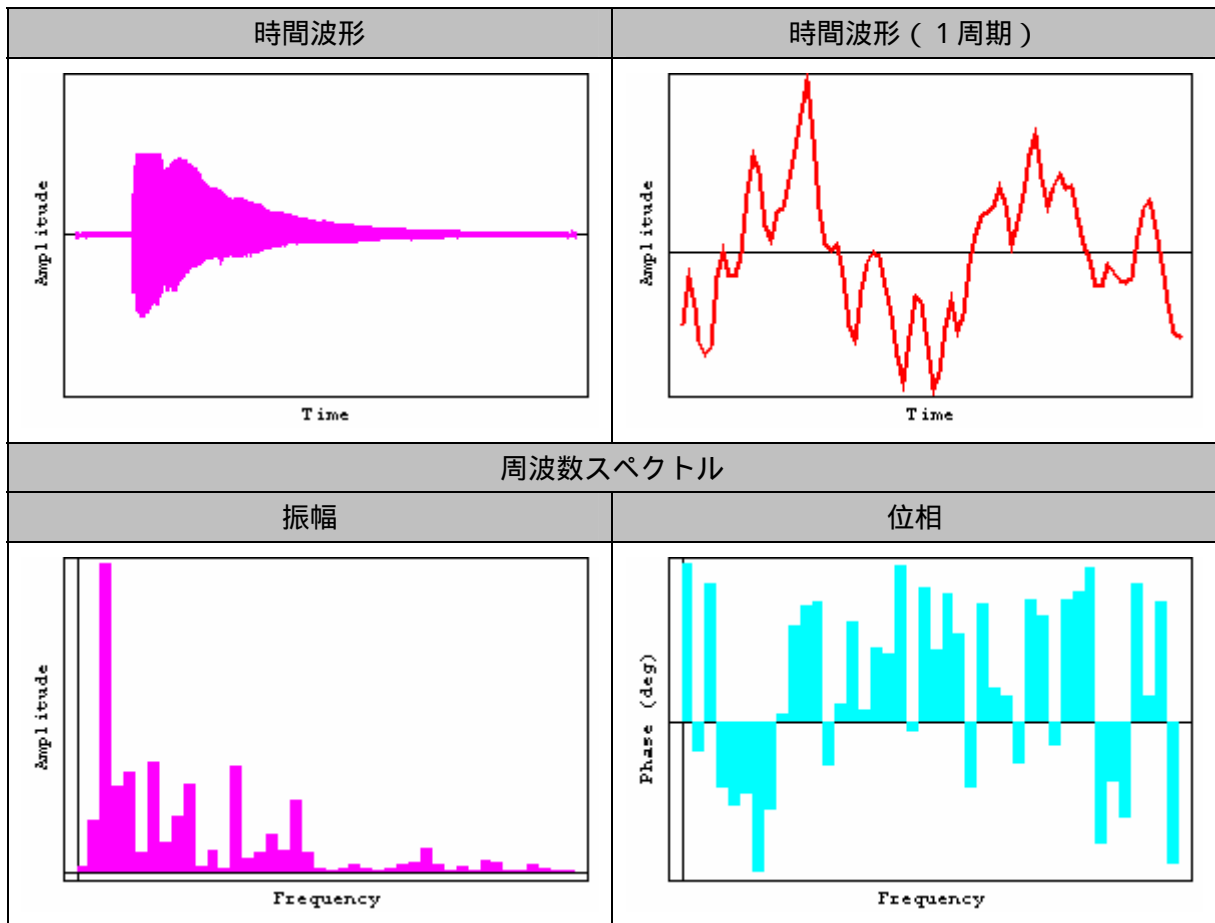 時間波形
時間波形（１周期）
Amplitude
Time
Amplitude
Time
周波数スペクトル
振幅
位相
Amplitude
Frequency
Phase (deg)
Frequency